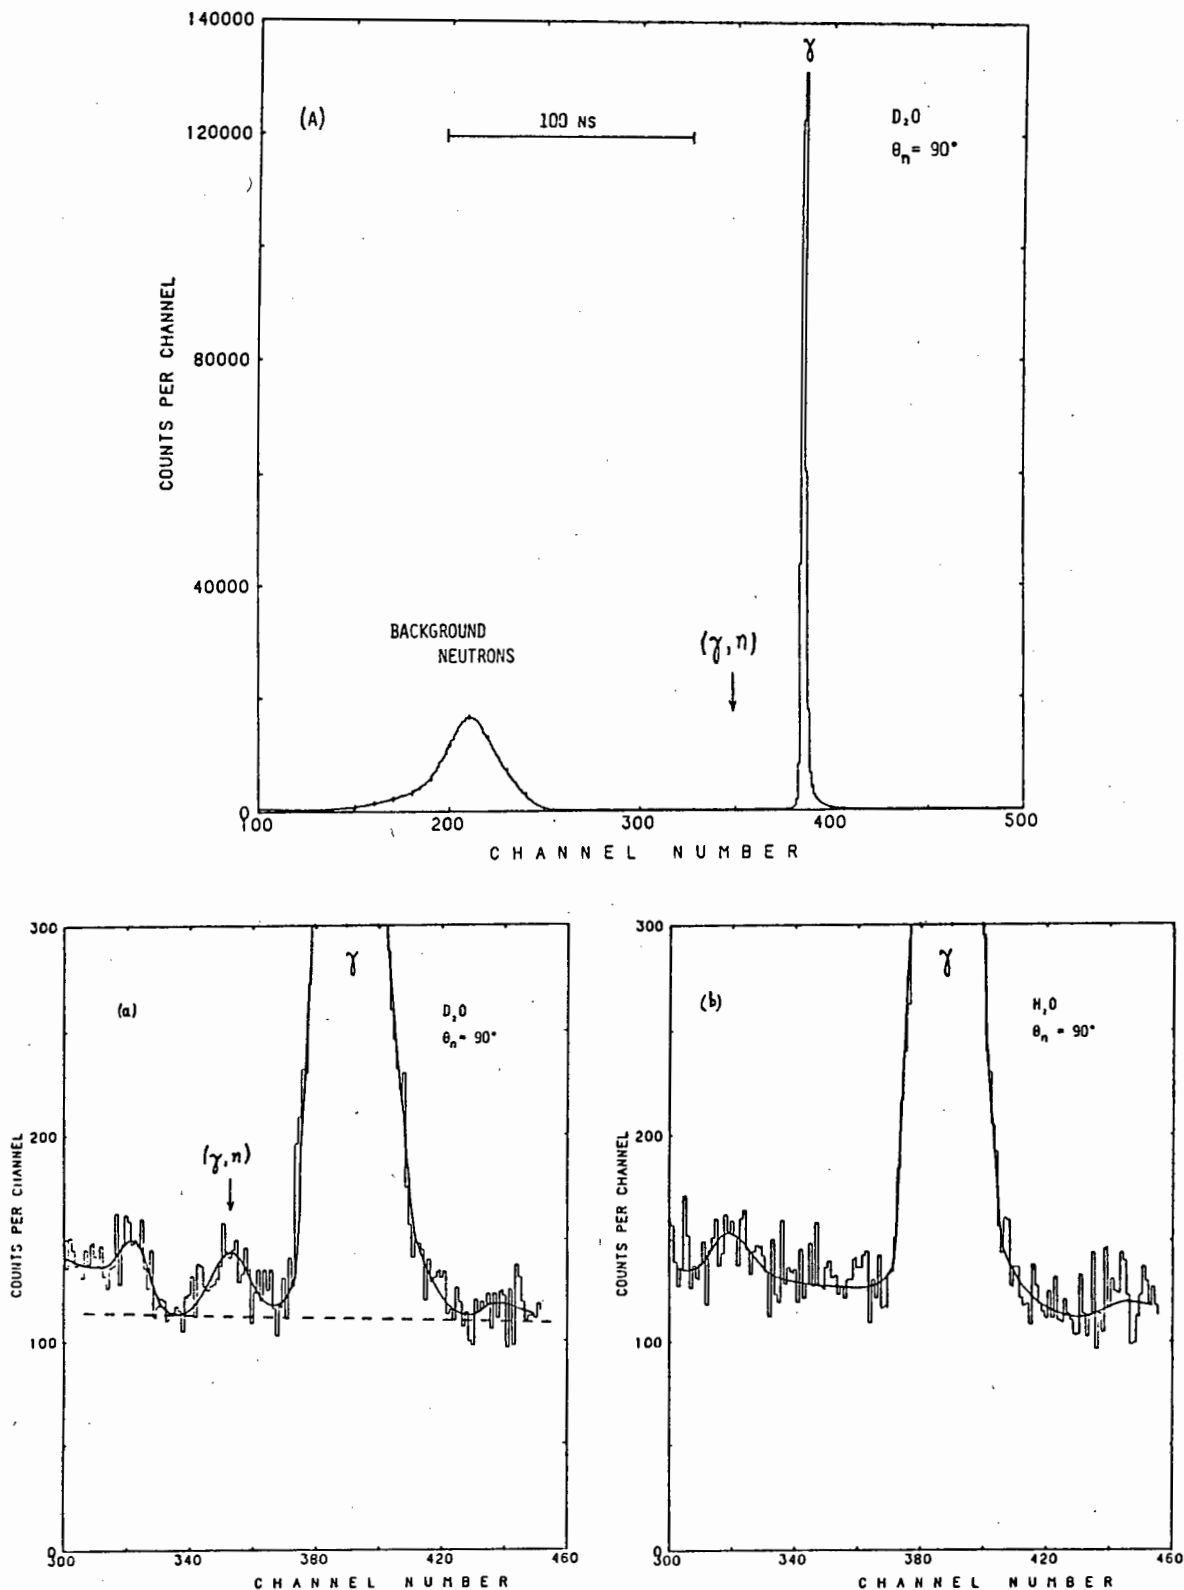 140000
120000
80000
40000
0
COUNTS PER CHANNEL
(A)
100 NS
γ
D₂O
θn = 90°
BACKGROUND
NEUTRONS
(γ,n)
100
200
300
400
500
CHANNEL NUMBER
300
200
100
0
COUNTS PER CHANNEL
(a)
γ
D₂O
θn = 90°
(γ,n)
300
340
380
420
460
CHANNEL NUMBER
300
200
100
0
COUNTS PER CHANNEL
(b)
γ
H₂O
θn = 90°
300
340
380
420
460
CHANNEL NUMBER